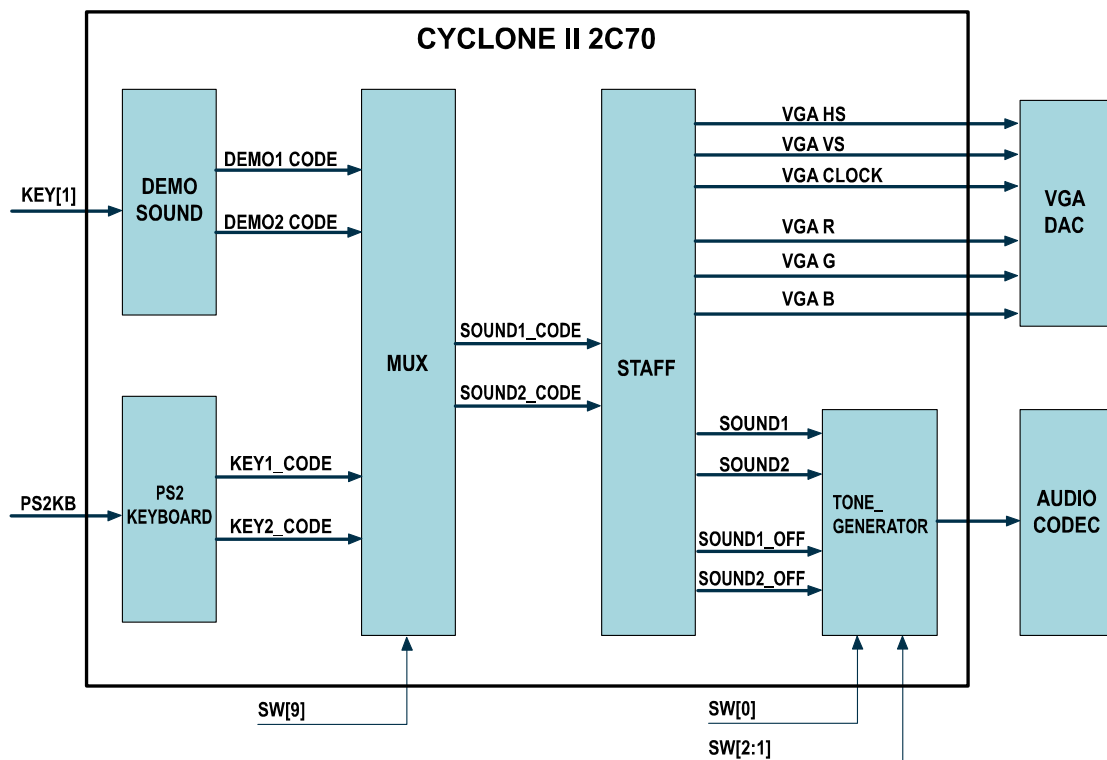 CYCLONE II 2C70
KEY[1]
DEMO
SOUND
DEMO1 CODE
DEMO2 CODE
PS2KB
PS2
KEYBOARD
KEY1_CODE
KEY2_CODE
MUX
SW[9]
SOUND1_CODE
SOUND2_CODE
STAFF
VGA HS
VGA VS
VGA CLOCK
VGA R
VGA G
VGA B
VGA
DAC
SOUND1
SOUND2
SOUND1_OFF
SOUND2_OFF
TONE_
GENERATOR
AUDIO
CODEC
SW[0]
SW[2:1]